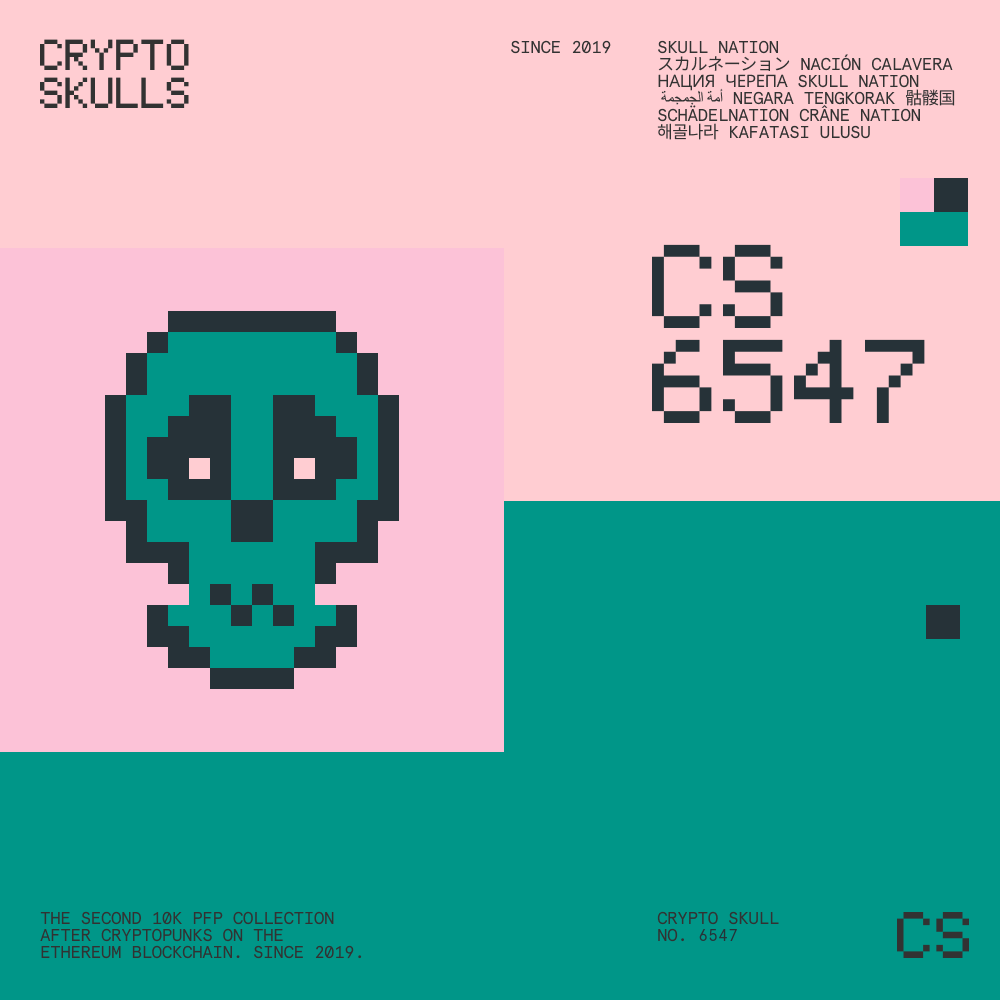 CRYPTO
SKULLS
SINCE 2019
SKULL NATION
スカルネーション NACIÓN CALAVERA
НАЦИЯ ЧЕРЕПА SKULL NATION
أمة الجمجمة NEGARA TENGKORAK 骷髅国
SCHÄDELNATION CRÂNE NATION
해골나라 KAFATASI ULUSU
CS
6547
THE SECOND 10K PFP COLLECTION
AFTER CRYPTOPUNKS ON THE
ETHEREUM BLOCKCHAIN. SINCE 2019.
CRYPTO SKULL
NO. 6547
CS